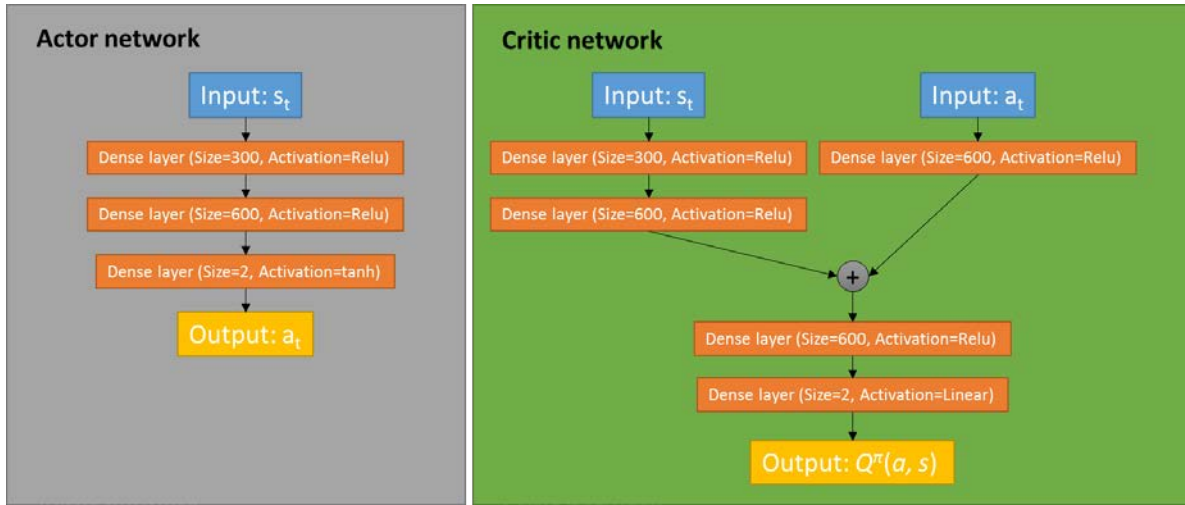 Actor network
Input: st
Dense layer (Size=300, Activation=Relu)
Dense layer (Size=600, Activation=Relu)
Dense layer (Size=2, Activation=tanh)
Output: at
Critic network
Input: st
Input: at
Dense layer (Size=300, Activation=Relu)
Dense layer (Size=600, Activation=Relu)
Dense layer (Size=600, Activation=Relu)
+
Dense layer (Size=600, Activation=Relu)
Dense layer (Size=2, Activation=Linear)
Output: Qπ(a, s)